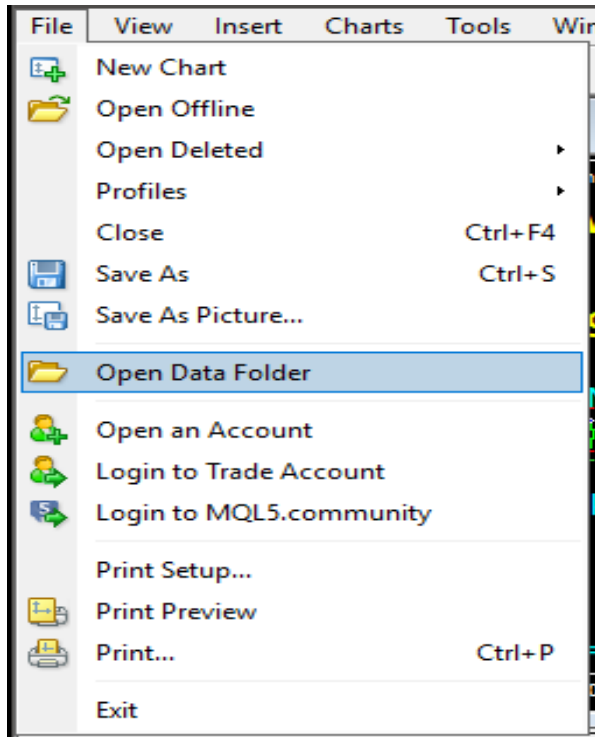 File View Insert Charts Tools
New Chart
Open Offline
Open Deleted
Profiles
Close Ctrl+F4
Save As Ctrl+S
Save As Picture...
Open Data Folder
Open an Account
Login to Trade Account
Login to MQL5.community
Print Setup...
Print Preview
Print... Ctrl+P
Exit